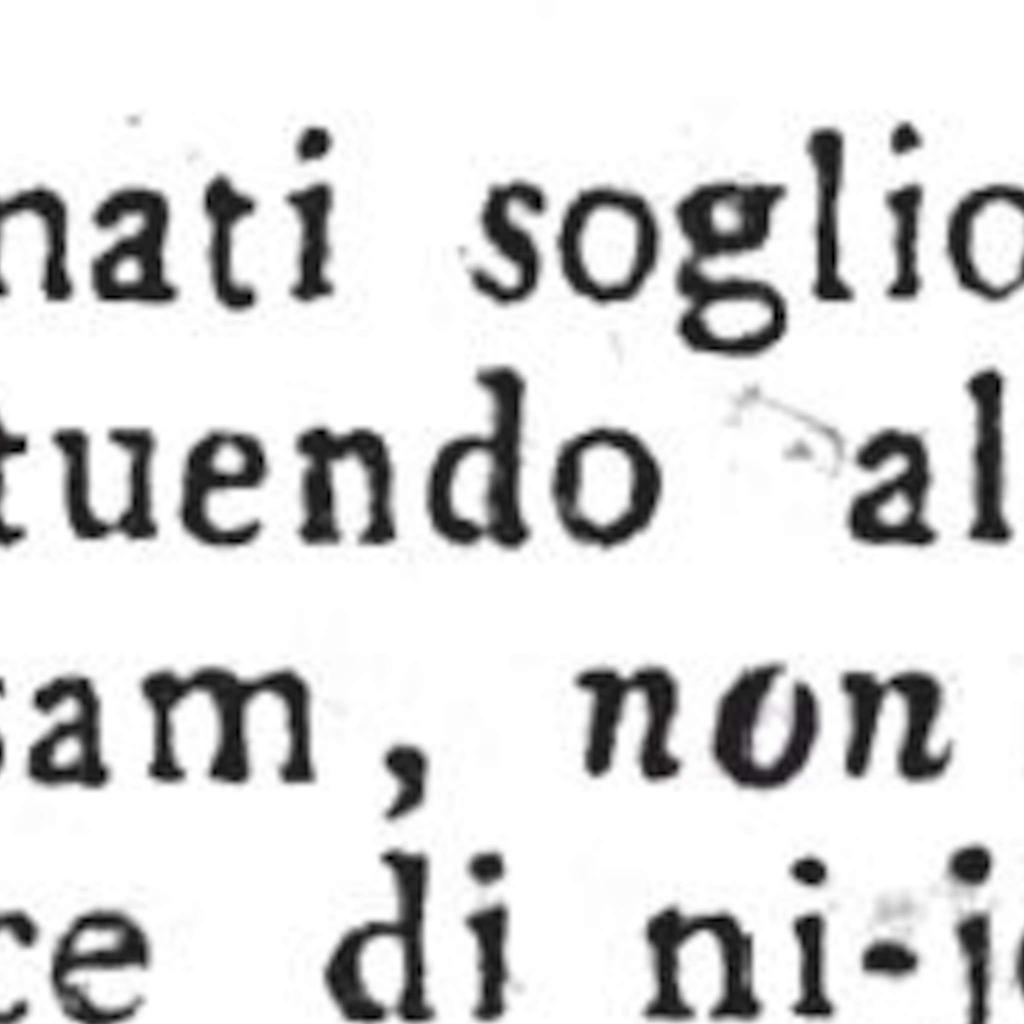 nati soglio
tuendo al
sam, non
ce di ni-